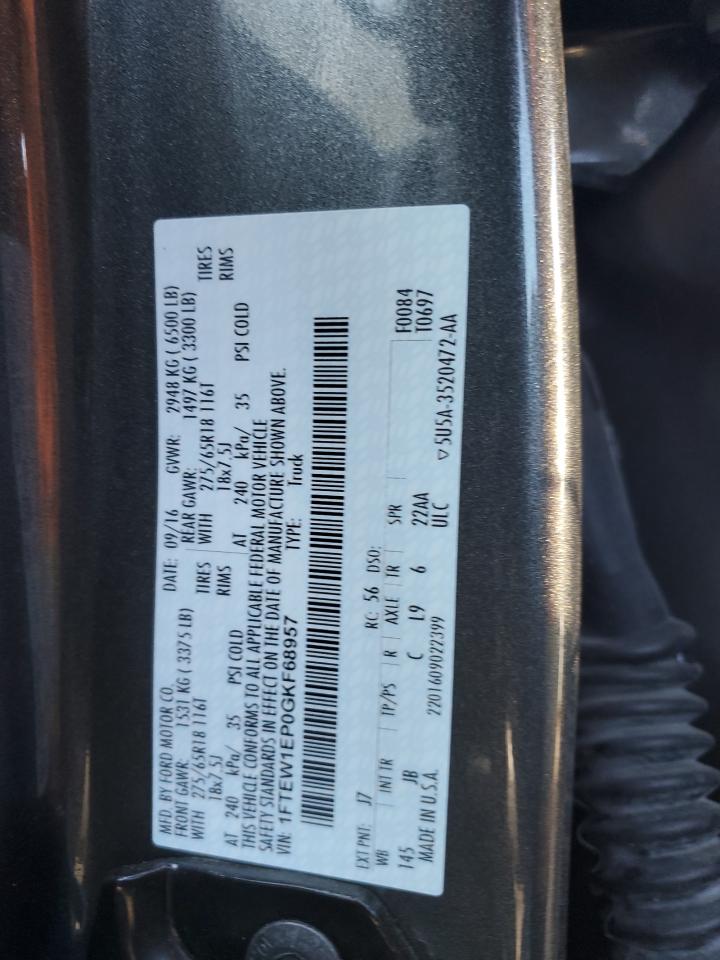 MFD. BY FORD MOTOR CO. DATE: 09/16 GVWR: 2948 KG ( 6500 LB)
FRONT GAWR: 1531 KG ( 3375 LB) REAR GAWR: 1497 KG ( 3300 LB)
WITH 275/65R18 116T TIRES WITH 275/65R18 116T TIRES
18x7.5J RIMS 18x7.5J RIMS
AT 240 kPa/ 35 PSI COLD AT 240 kPa/ 35 PSI COLD
THIS VEHICLE CONFORMS TO ALL APPLICABLE FEDERAL MOTOR VEHICLE
SAFETY STANDARDS IN EFFECT ON THE DATE OF MANUFACTURE SHOWN ABOVE.
VIN: 1FTEW1EP0GKF68957 TYPE: Truck
EXT PNT: J7 RC: 56 DSO:
WB INT TR TP/PS R AXLE TR SPR F0084
145 JB C L9 6 22AA T0697
MADE IN U.S.A. 2201609022399 ULC ▽5U5A-3520472-AA